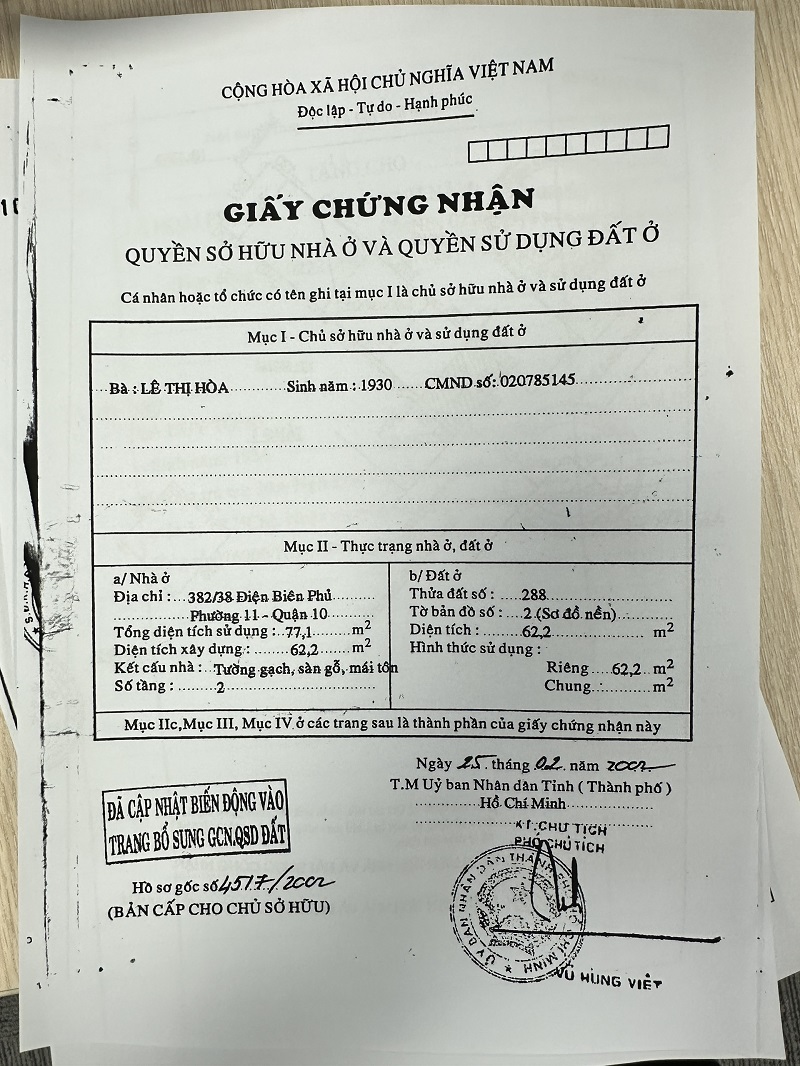 CỘNG HÒA XÃ HỘI CHỦ NGHĨA VIỆT NAM
Độc lập - Tự do - Hạnh phúc
GIẤY CHỨNG NHẬN
QUYỀN SỞ HỮU NHÀ Ở VÀ QUYỀN SỬ DỤNG ĐẤT Ở
Cá nhân hoặc tổ chức có tên ghi tại mục I là chủ sở hữu nhà ở và sử dụng đất ở
Mục I - Chủ sở hữu nhà ở và sử dụng đất ở
Bà : LÊ THỊ HÒA Sinh năm : 1930 CMND số: 020785145
Mục II - Thực trạng nhà ở, đất ở
a/ Nhà ở
Địa chỉ : 382/38 Điện Biên Phủ
Phường 11 - Quận 10
Tổng diện tích sử dụng : 77,1 m2
Diện tích xây dựng : 62,2 m2
Kết cấu nhà : Tường gạch, sàn gỗ, mái tôn
Số tầng : 2
b/ Đất ở
Thửa đất số : 288
Tờ bản đồ số : 2 (Sơ đồ nền)
Diện tích : 62,2 m2
Hình thức sử dụng :
Riêng 62,2 m2
Chung m2
Mục IIc, Mục III, Mục IV ở các trang sau là thành phần của giấy chứng nhận này
Ngày 25 tháng 02 năm 2002
T.M Uỷ ban Nhân dân Tỉnh ( Thành phố )
Hồ Chí Minh
KT.CHỦ TỊCH
PHÓ CHỦ TỊCH
ĐÃ CẬP NHẬT BIẾN ĐỘNG VÀO
TRANG BỔ SUNG GCN.QSD ĐẤT
Hồ sơ gốc số 4517/2002
(BẢN CẤP CHO CHỦ SỞ HỮU)
ỦY BAN NHÂN DÂN THÀNH PHỐ HỒ CHÍ MINH
VŨ HÙNG VIỆT